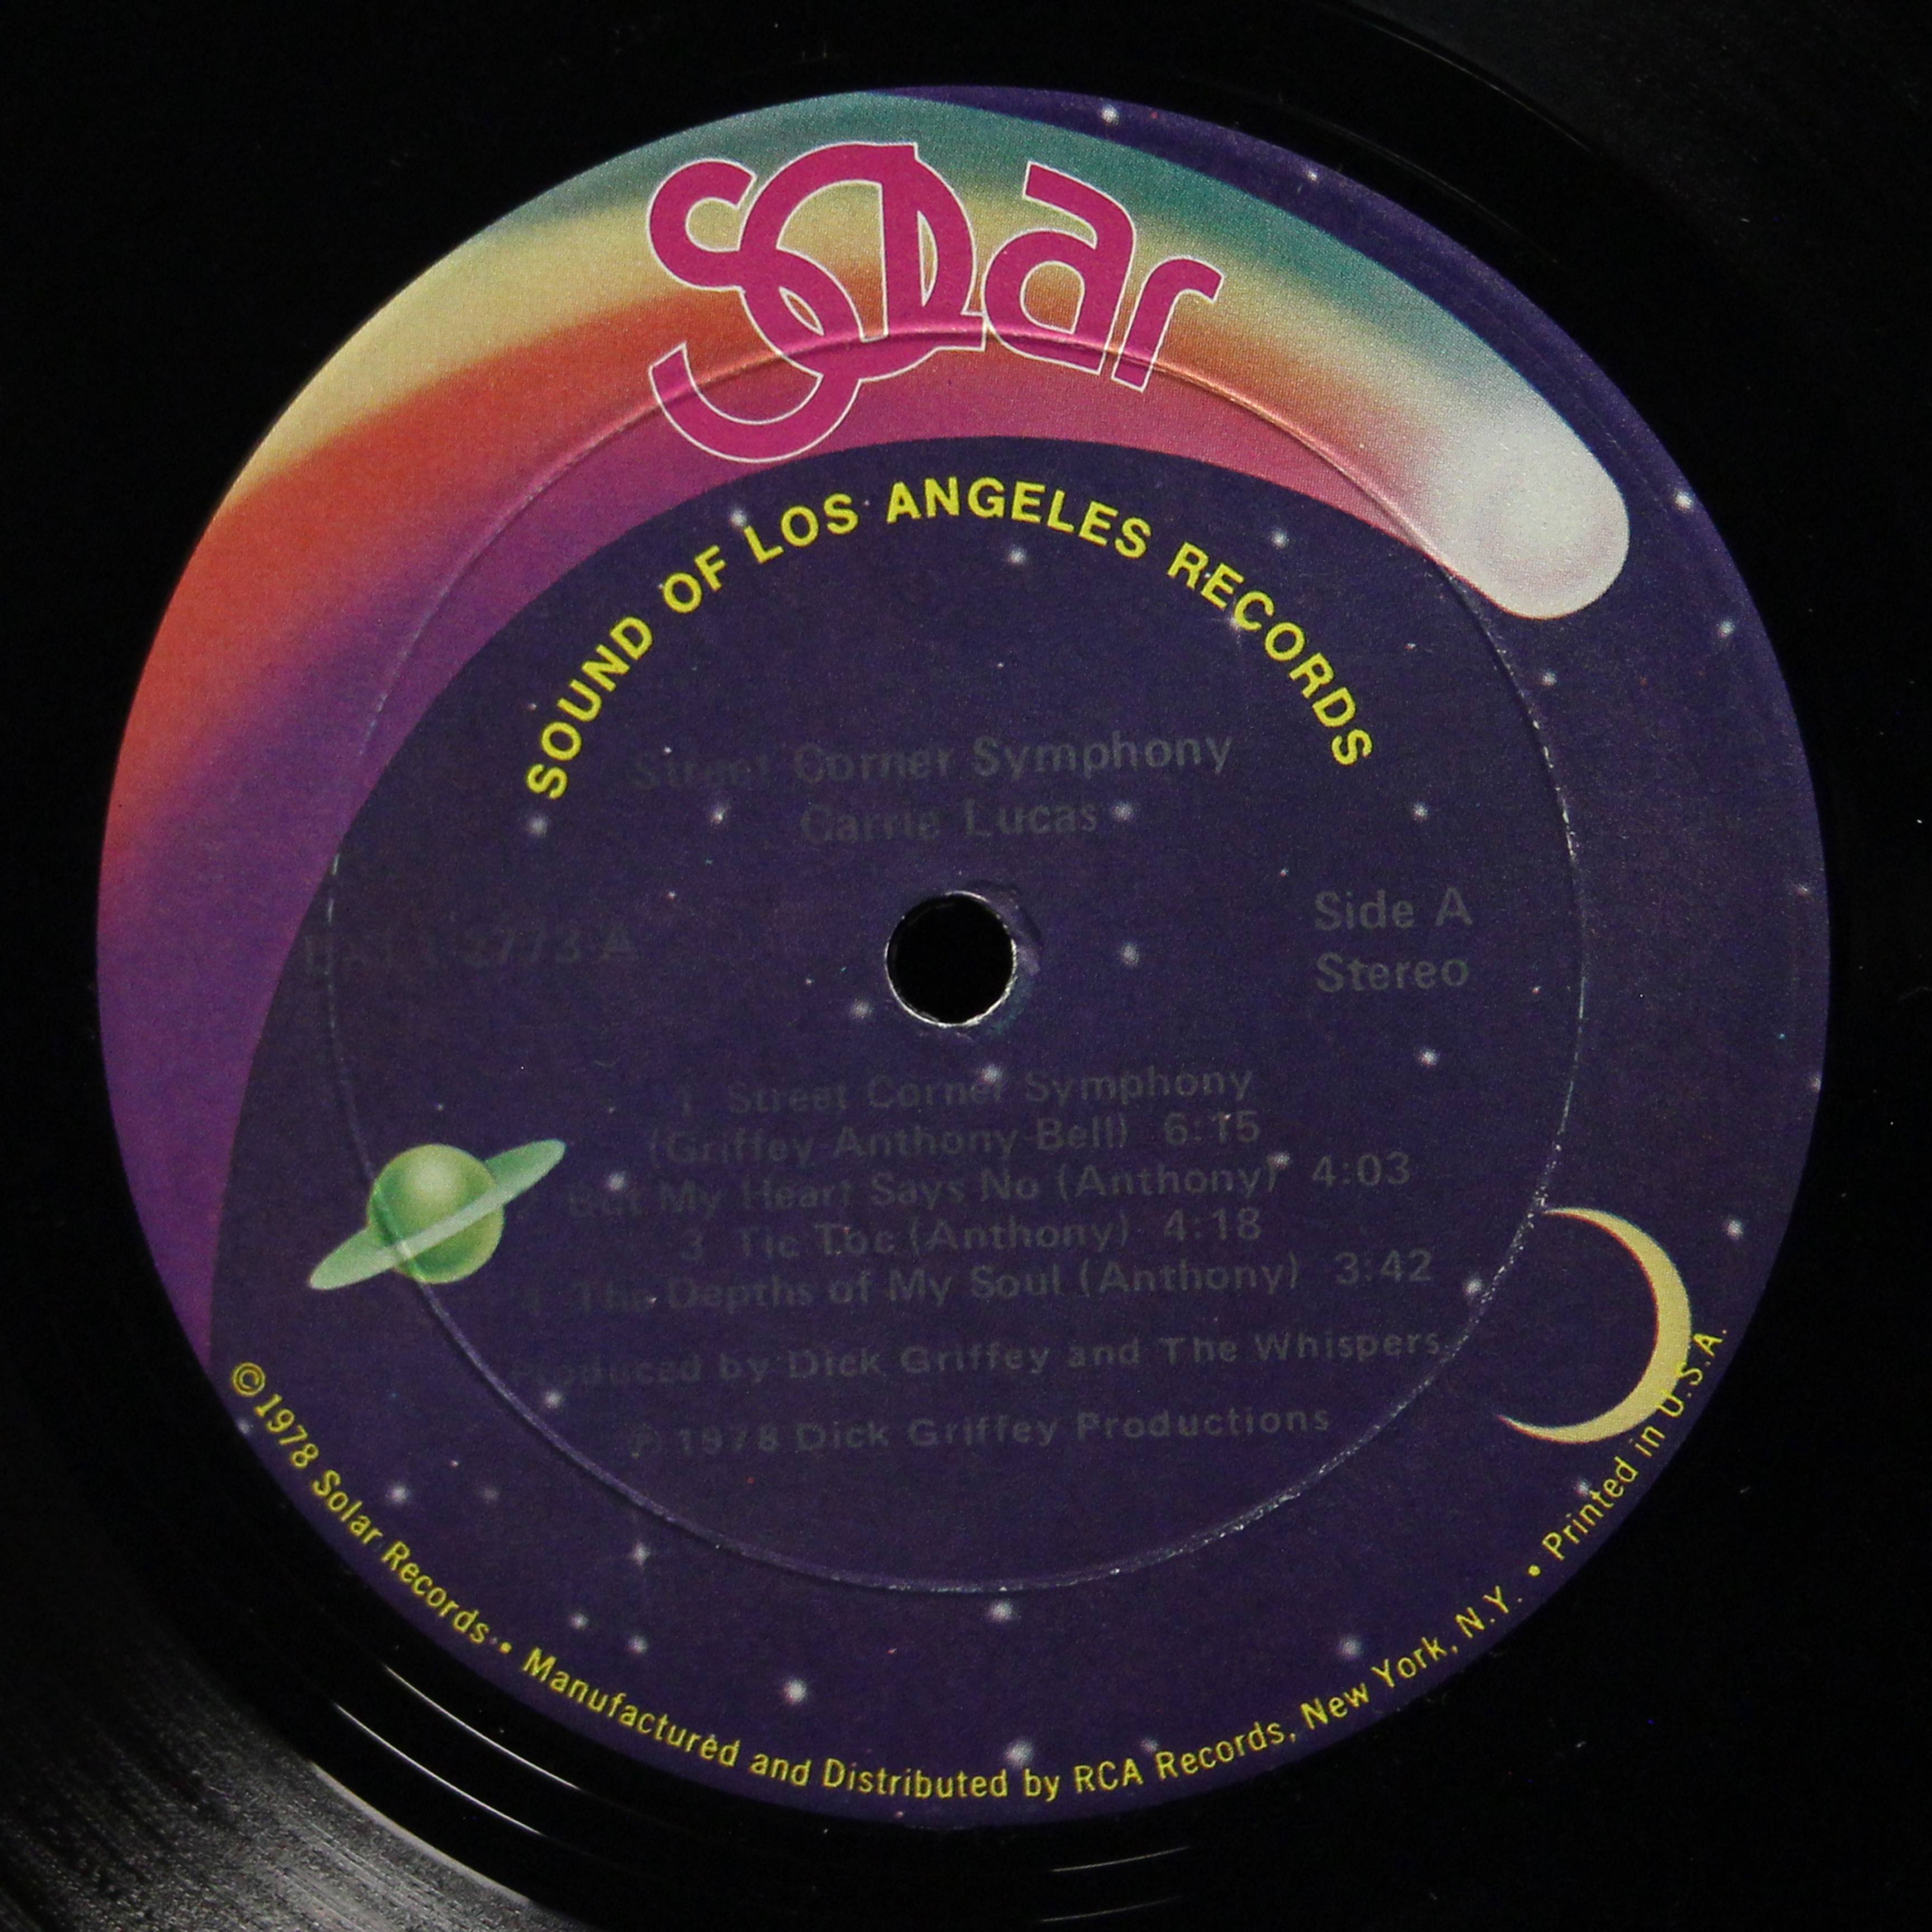 Solar
SOUND OF LOS ANGELES RECORDS
Street Corner Symphony
Carrie Lucas
3773 A
Side A
Stereo
1 Street Corner Symphony
(Griffey Anthony Bell) 6:15
But My Heart Says No (Anthony) 4:03
3 Tic Toc (Anthony) 4:18
4 The Depths of My Soul (Anthony) 3:42
Produced by Dick Griffey and The Whispers
℗ 1978 Dick Griffey Productions
© 1978 Solar Records • Manufactured and Distributed by RCA Records, New York, N.Y. • Printed in U.S.A.